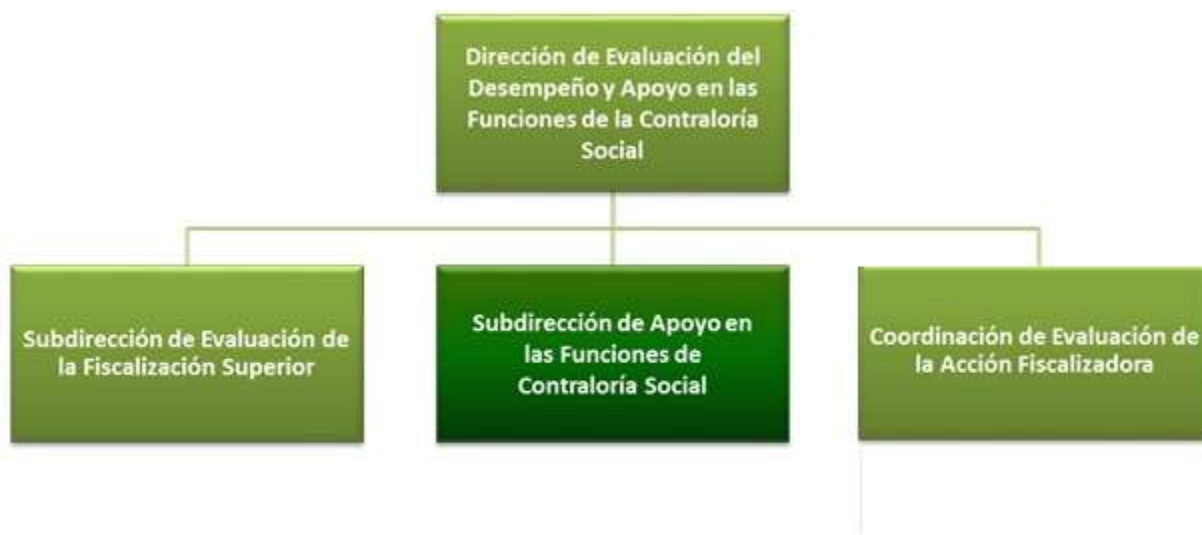 Dirección de Evaluación del
Desempeño y Apoyo en las
Funciones de la Contraloría
Social
Subdirección de Evaluación de
la Fiscalización Superior
Subdirección de Apoyo en
las Funciones de
Contraloría Social
Coordinación de Evaluación de
la Acción Fiscalizadora